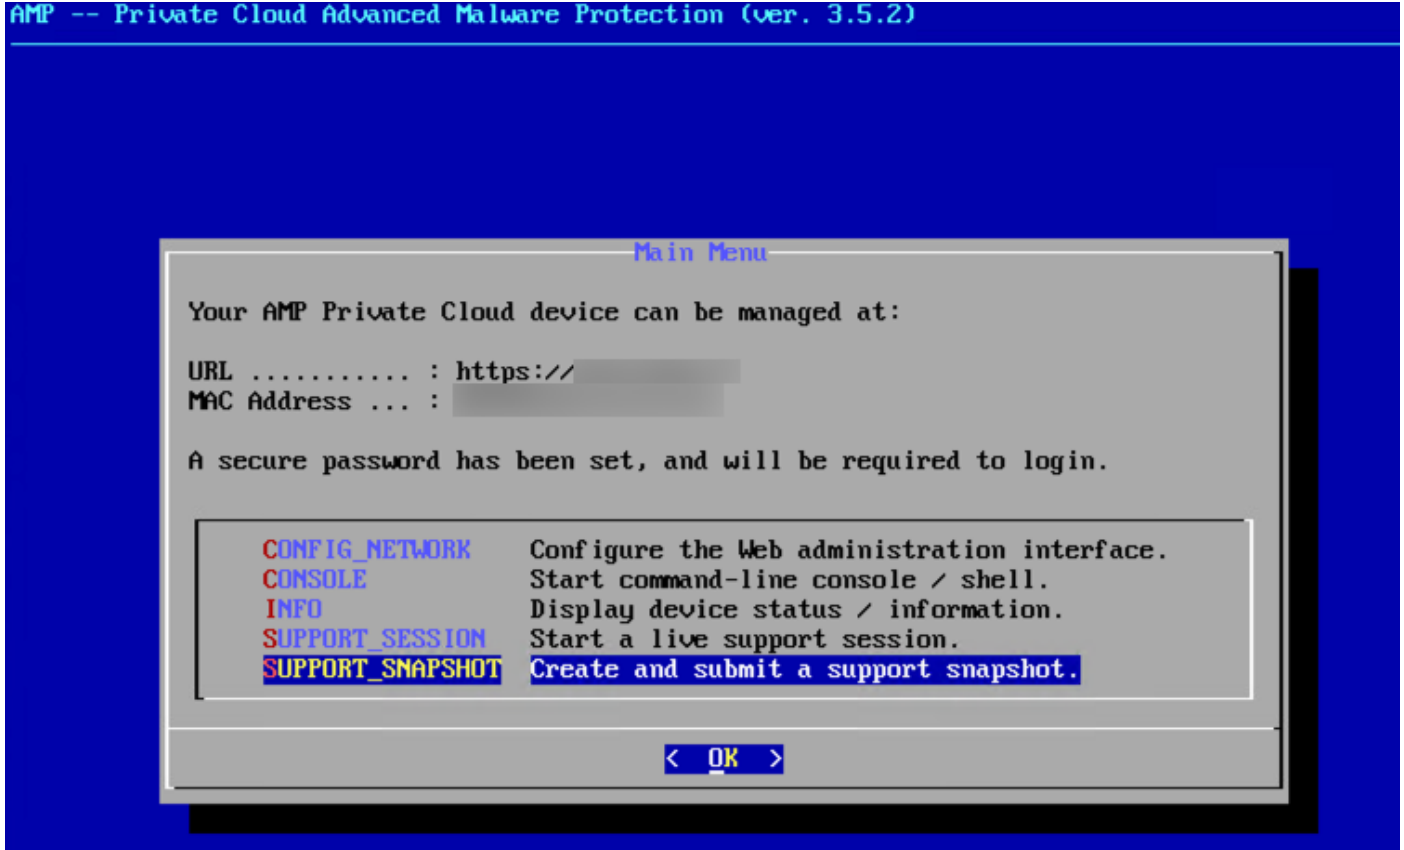 AMP -- Private Cloud Advanced Malware Protection (ver. 3.5.2)
Main Menu
Your AMP Private Cloud device can be managed at:
URL ........... : https://
MAC Address ... :
A secure password has been set, and will be required to login.
CONFIG_NETWORK Configure the Web administration interface.
CONSOLE Start command-line console / shell.
INFO Display device status / information.
SUPPORT_SESSION Start a live support session.
SUPPORT_SNAPSHOT Create and submit a support snapshot.
< OK >